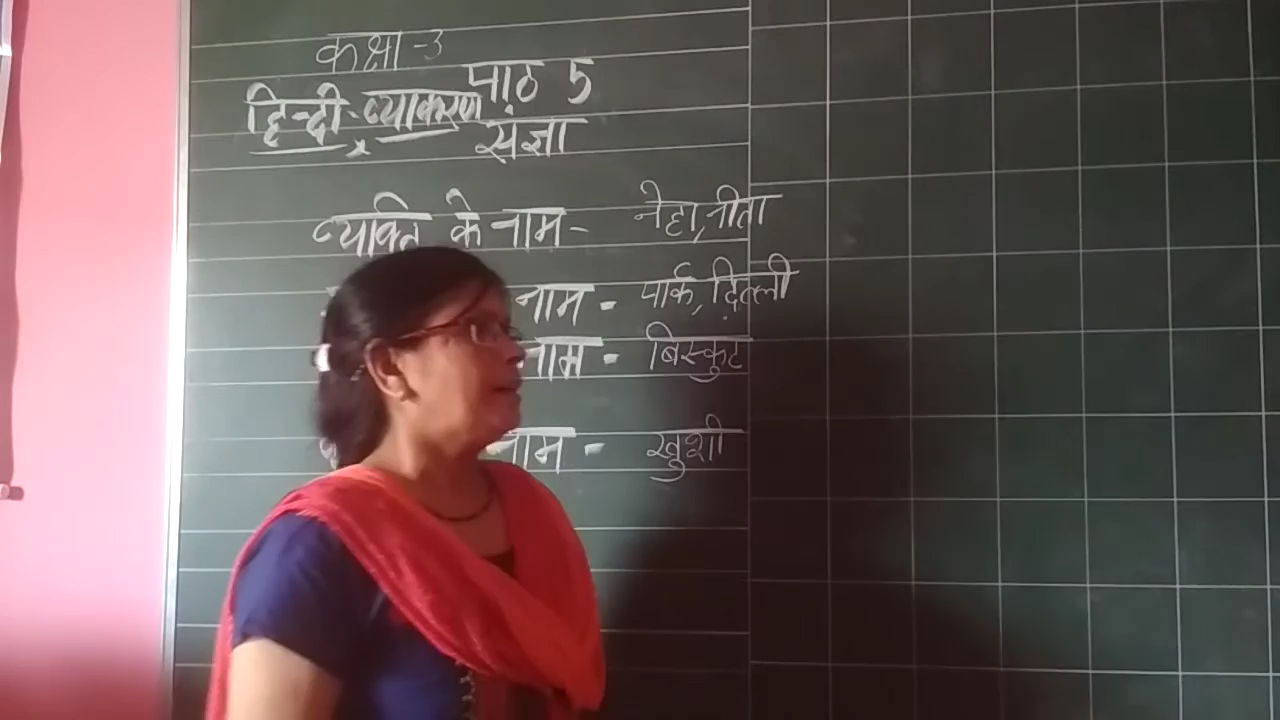 कक्षा -3
हिन्दी-व्याकरण पाठ 5
संज्ञा
व्यक्ति के नाम- नेहा, नीता
नाम - पार्क, दिल्ली
नाम - बिस्कुट
नाम - खुशी